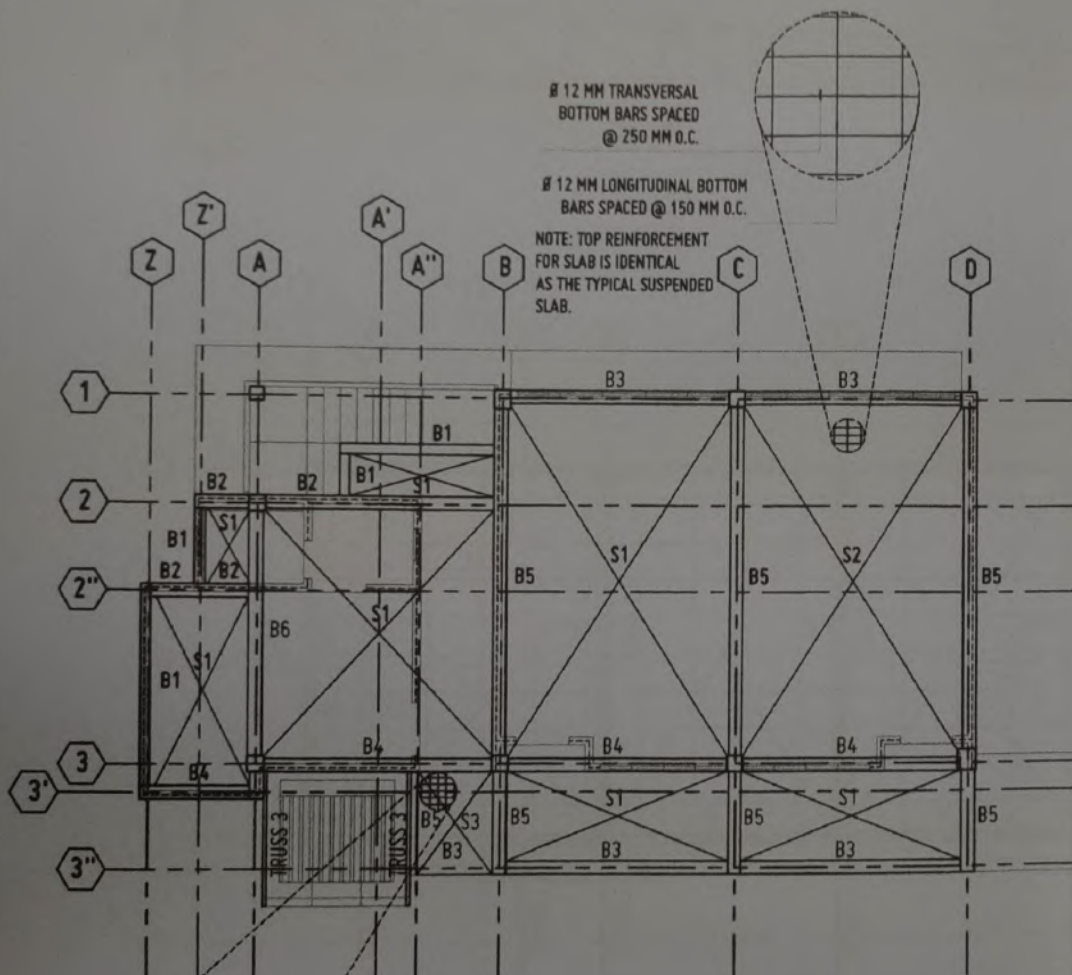 Ø 12 MM TRANSVERSAL
BOTTOM BARS SPACED
@ 250 MM O.C.
Ø 12 MM LONGITUDINAL BOTTOM
BARS SPACED @ 150 MM O.C.
NOTE: TOP REINFORCEMENT
FOR SLAB IS IDENTICAL
AS THE TYPICAL SUSPENDED
SLAB.
Z Z' A A' A" B C D
1
B3 B3
B1
B1 S1
2
B2 B2
B1 S1
B2 B2
2"
S1 B5 S1 B5 S2 B5
B6
B1 S1
3
B4 B4 B4
B4
3'
TRUSS 3 TRUSS 3 B5 S3 B5 S1 B5 S1 B5
B3 B3 B3
3"